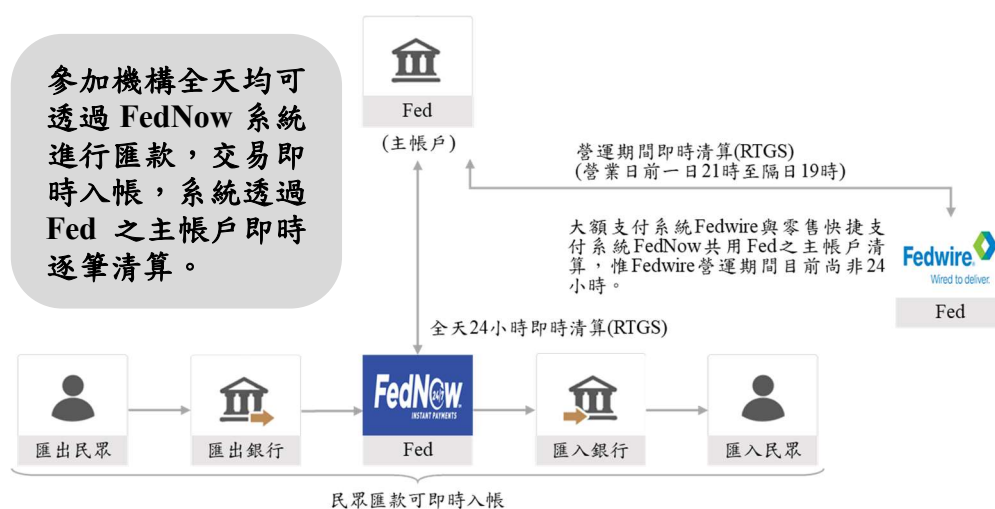 參加機構全天均可
透過 FedNow 系統
進行匯款，交易即
時入帳，系統透過
Fed 之主帳戶即時
逐筆清算。
Fed
(主帳戶)
營運期間即時清算(RTGS)
(營業日前一日21時至隔日19時)
大額支付系統Fedwire與零售快捷支
付系統FedNow共用Fed之主帳戶清
算，惟Fedwire營運期間目前尚非24
小時。
Fedwire.
Wired to deliver.
Fed
全天24小時即時清算(RTGS)
FedNow
24/7
INSTANT PAYMENTS
匯出民眾
匯出銀行
Fed
匯入銀行
匯入民眾
民眾匯款可即時入帳